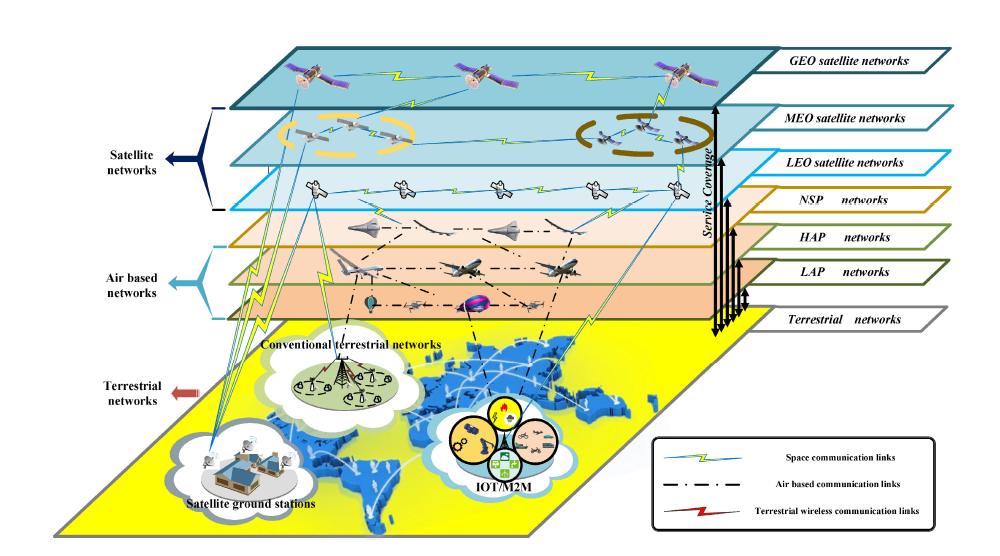 GEO satellite networks
MEO satellite networks
LEO satellite networks
NSP networks
HAP networks
LAP networks
Terrestrial networks
Service Coverage
Satellite
networks
Air based
networks
Terrestrial
networks
Conventional terrestrial networks
Satellite ground stations
IOT/M2M
Space communication links
Air based communication links
Terrestrial wireless communication links